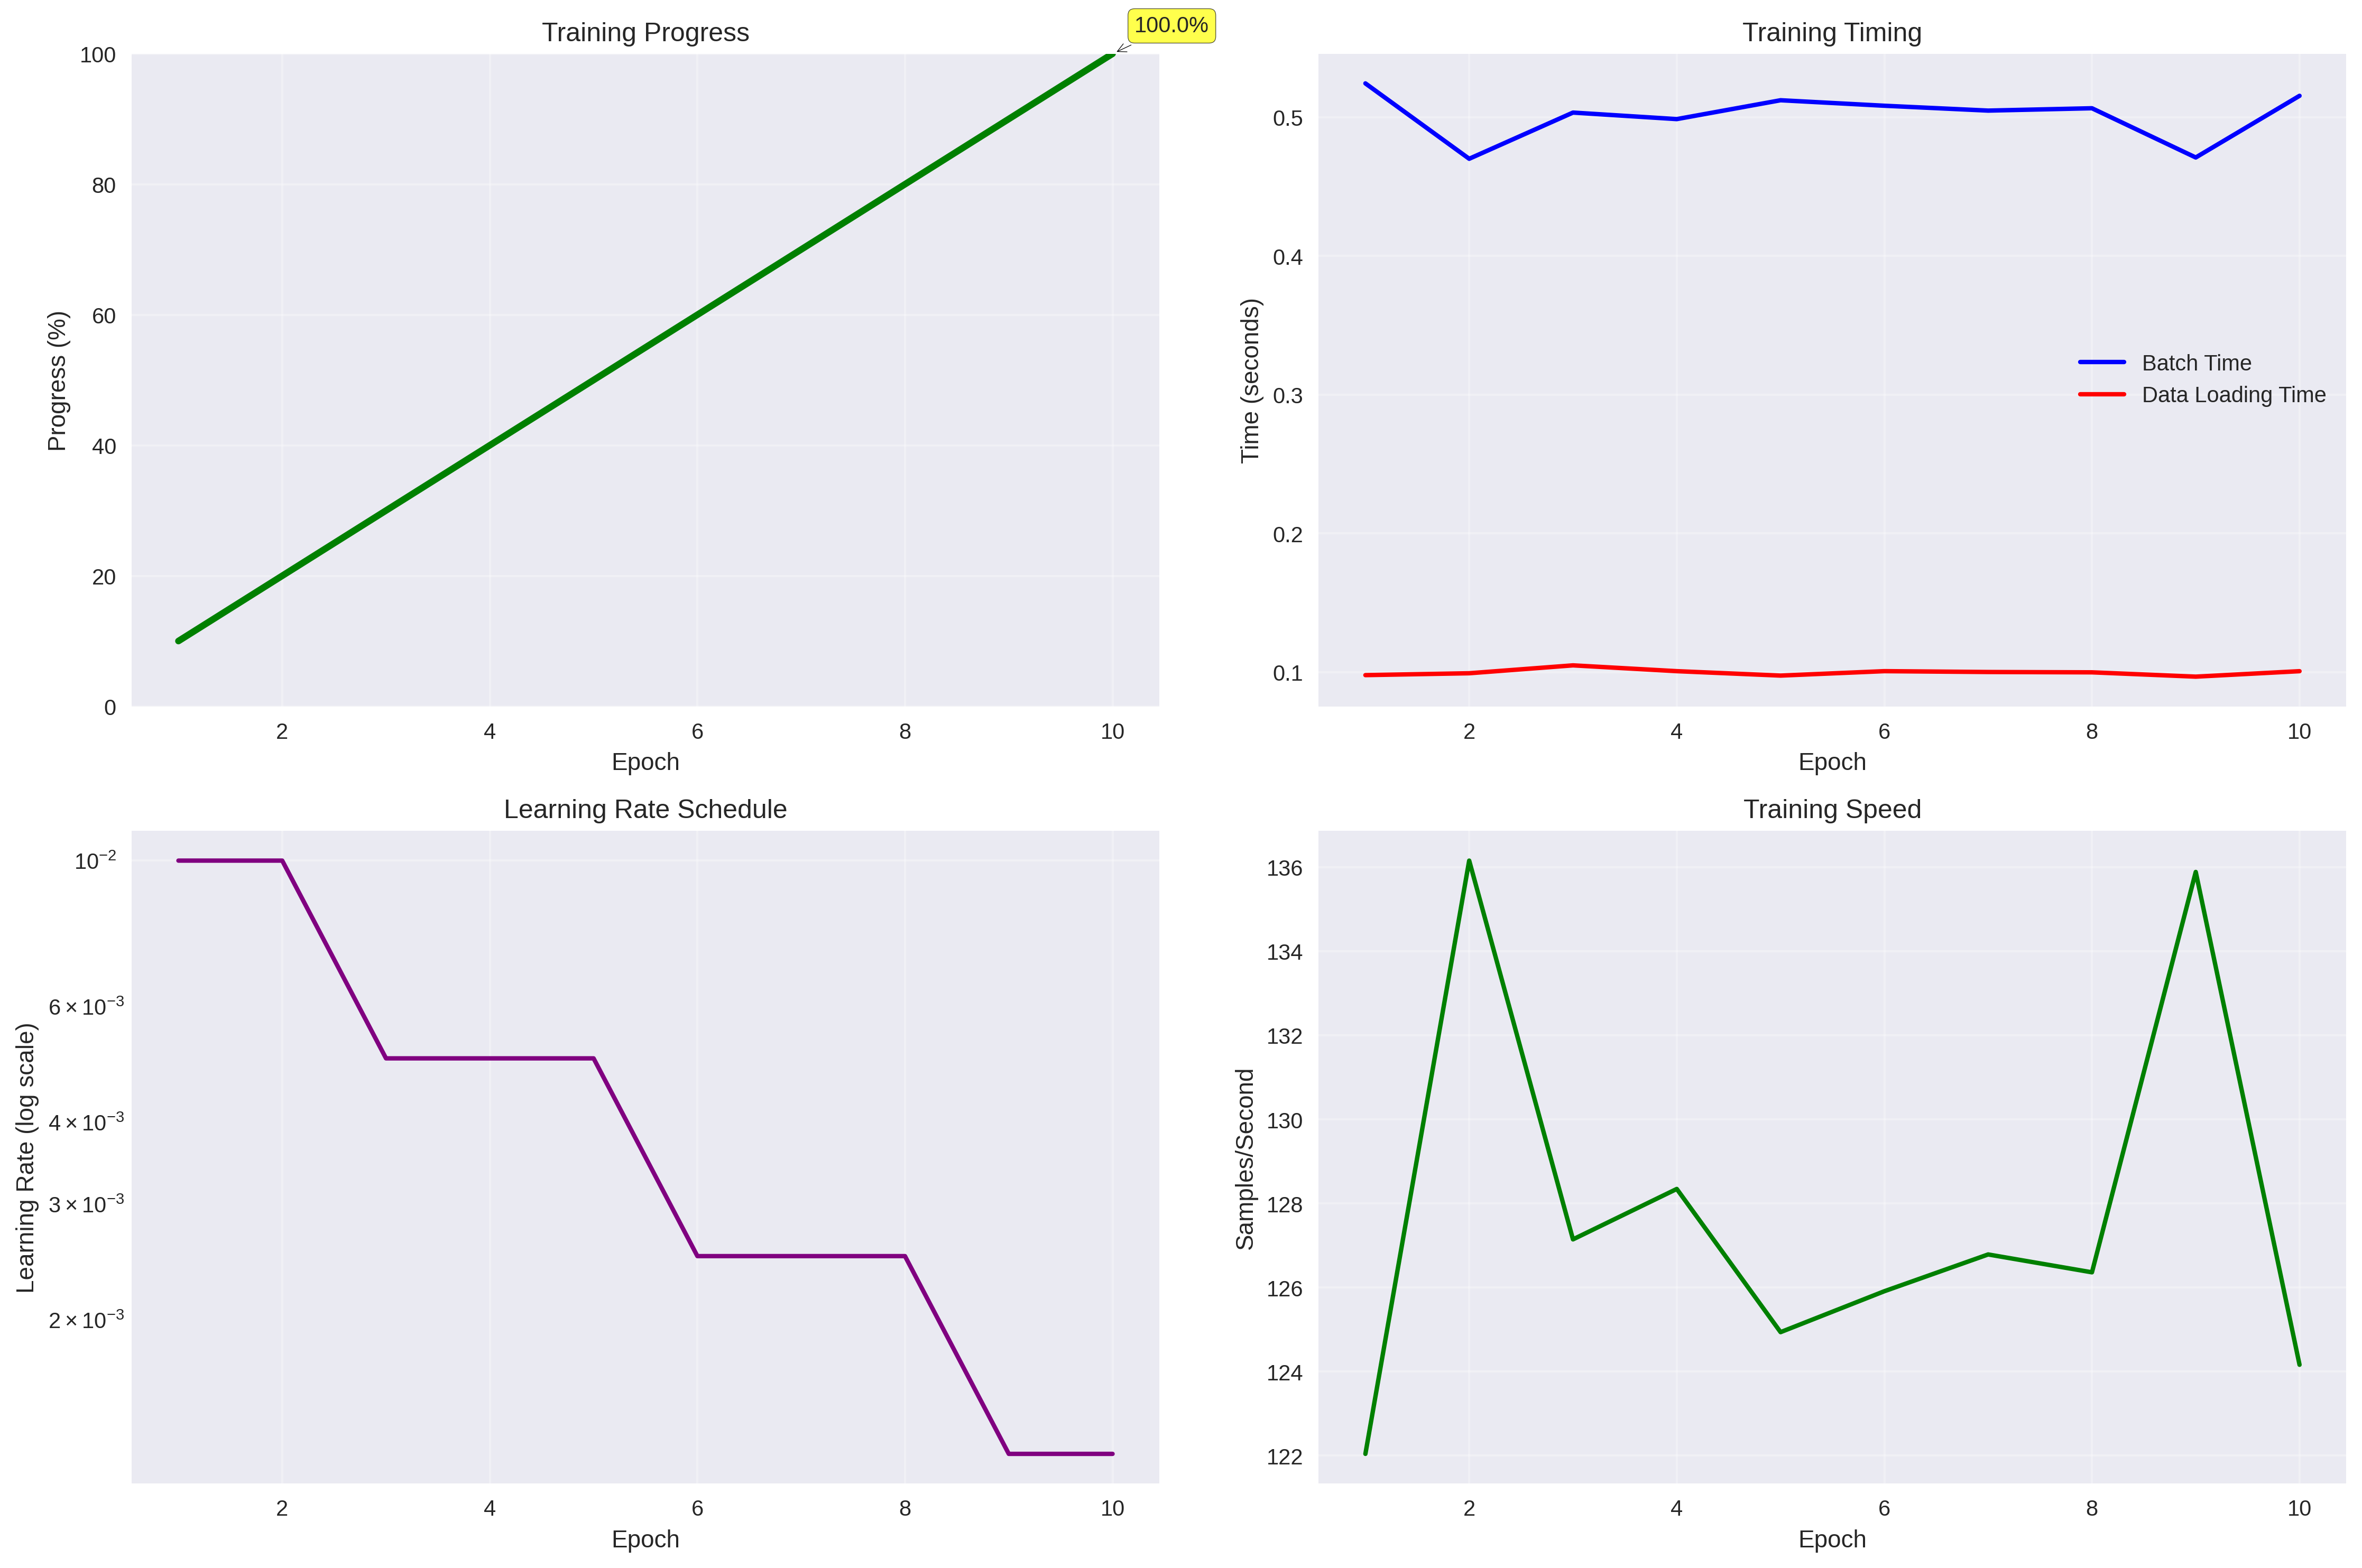 Training Progress
100.0%
100
80
60
40
20
0
Progress (%)
2 4 6 8 10
Epoch
Training Timing
0.5
0.4
0.3
0.2
0.1
Time (seconds)
Batch Time
Data Loading Time
2 4 6 8 10
Epoch
Learning Rate Schedule
10⁻²
6 × 10⁻³
4 × 10⁻³
3 × 10⁻³
2 × 10⁻³
Learning Rate (log scale)
2 4 6 8 10
Epoch
Training Speed
136
134
132
130
128
126
124
122
Samples/Second
2 4 6 8 10
Epoch